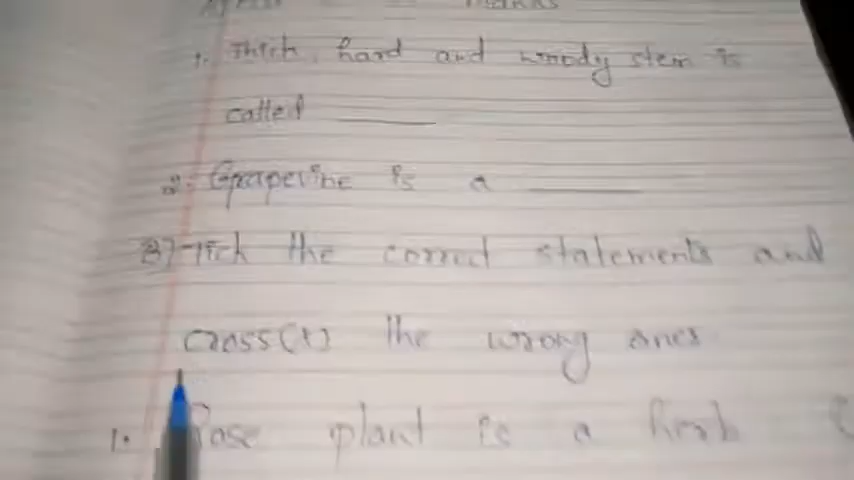 1. Thick, hard and woody stem is
called ______
2. Grapevine is a ______
B) Tick the correct statements and
cross(x) the wrong ones
1. Rose plant is a herb (